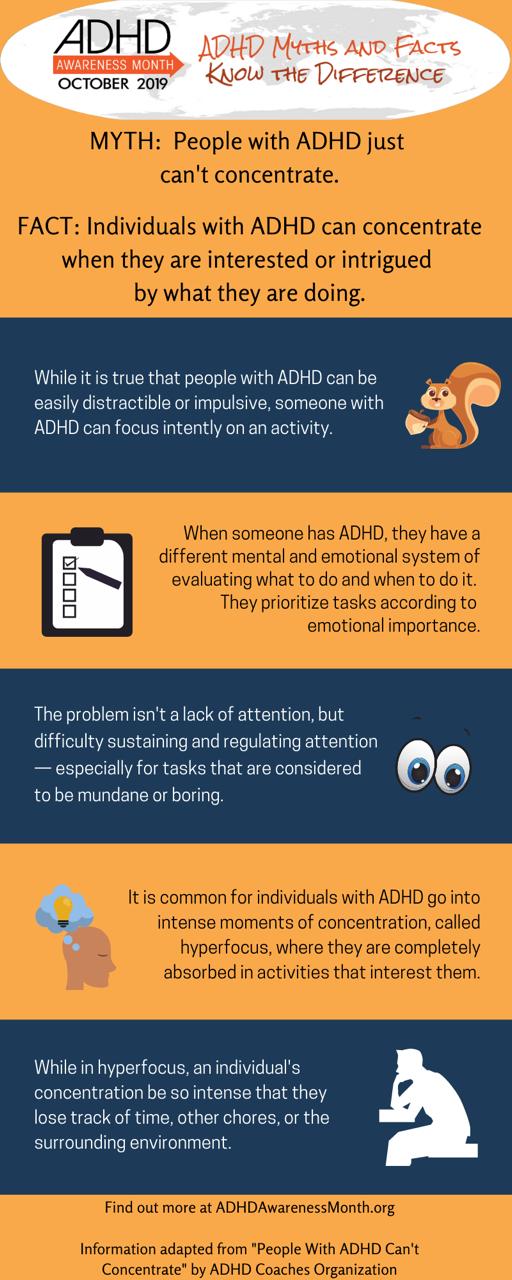 ADHD
AWARENESS MONTH
OCTOBER 2019
ADHD MYTHS AND FACTS
KNOW THE DIFFERENCE
MYTH: People with ADHD just
can't concentrate.
FACT: Individuals with ADHD can concentrate
when they are interested or intrigued
by what they are doing.
While it is true that people with ADHD can be
easily distractible or impulsive, someone with
ADHD can focus intently on an activity.
When someone has ADHD, they have a
different mental and emotional system of
evaluating what to do and when to do it.
They prioritize tasks according to
emotional importance.
The problem isn't a lack of attention, but
difficulty sustaining and regulating attention
— especially for tasks that are considered
to be mundane or boring.
It is common for individuals with ADHD go into
intense moments of concentration, called
hyperfocus, where they are completely
absorbed in activities that interest them.
While in hyperfocus, an individual's
concentration be so intense that they
lose track of time, other chores, or the
surrounding environment.
Find out more at ADHDAwarenessMonth.org
Information adapted from "People With ADHD Can't
Concentrate" by ADHD Coaches Organization